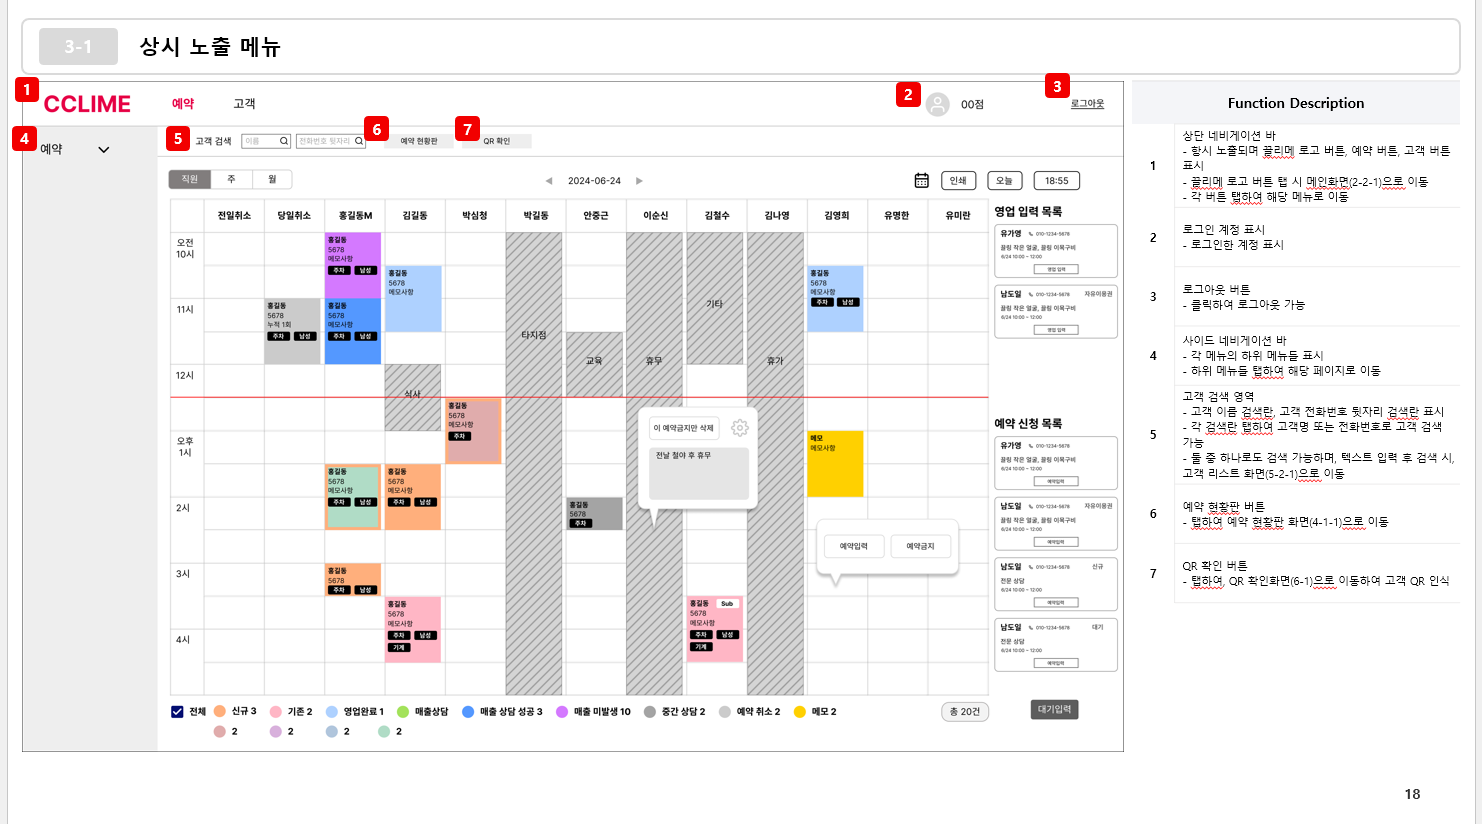 3-1
상시 노출 메뉴
1
CCLIME
예약
고객
2
00점
3
로그아웃
4
예약
5
고객 검색
이름
전화번호 뒷자리
6
예약 현황판
7
QR 확인
직원
주
월
2024-06-24
인쇄
오늘
18:55
전일취소
당일취소
홍길동M
김길동
박심청
박길동
안중근
이순신
김철수
김나영
김영희
유명한
유미란
오전
10시
11시
12시
오후
1시
2시
3시
4시
홍길동
5678
누적 1회
주차 남성
홍길동
5678
메모사항
주차 남성
홍길동
5678
메모사항
주차 남성
홍길동
5678
메모사항
주차 남성
홍길동
5678
주차 남성
홍길동
5678
메모사항
식사
홍길동
5678
메모사항
주차 남성
홍길동
5678
메모사항
주차 남성
기계
홍길동
5678
메모사항
주차
타지점
교육
홍길동
5678
주차
휴무
이 예약금지만 삭제
전날 철야 후 휴무
기타
홍길동 Sub
5678
메모사항
주차 남성
기계
휴가
홍길동
5678
메모사항
주차 남성
메모
메모사항
예약입력
예약금지
영업 입력 목록
유가영 010-1234-5678
끌림 작은 얼굴, 끌림 이목구비
6/24 10:00 ~ 12:00
영업 입력
남도일 010-1234-5678 자유이용권
끌림 작은 얼굴, 끌림 이목구비
6/24 10:00 ~ 12:00
영업 입력
예약 신청 목록
유가영 010-1234-5678
끌림 작은 얼굴, 끌림 이목구비
6/24 10:00 ~ 12:00
예약입력
남도일 010-1234-5678 자유이용권
끌림 작은 얼굴, 끌림 이목구비
6/24 10:00 ~ 12:00
예약입력
남도일 010-1234-5678 신규
전문 상담
6/24 10:00 ~ 12:00
예약입력
남도일 010-1234-5678 대기
전문 상담
6/24 10:00 ~ 12:00
예약입력
전체 신규 3 기존 2 영업완료 1 매출상담 매출 상담 성공 3 매출 미발생 10 중간 상담 2 예약 취소 2 메모 2
2 2 2 2
총 20건
대기입력
Function Description
1
상단 네비게이션 바
- 항시 노출되며 끌리메 로고 버튼, 예약 버튼, 고객 버튼
표시
- 끌리메 로고 버튼 탭 시 메인화면(2-2-1)으로 이동
- 각 버튼 탭하여 해당 메뉴로 이동
2
로그인 계정 표시
- 로그인한 계정 표시
3
로그아웃 버튼
- 클릭하여 로그아웃 가능
4
사이드 네비게이션 바
- 각 메뉴의 하위 메뉴들 표시
- 하위 메뉴들 탭하여 해당 페이지로 이동
5
고객 검색 영역
- 고객 이름 검색란, 고객 전화번호 뒷자리 검색란 표시
- 각 검색란 탭하여 고객명 또는 전화번호로 고객 검색
가능
- 둘 중 하나로도 검색 가능하며, 텍스트 입력 후 검색 시,
고객 리스트 화면(5-2-1)으로 이동
6
예약 현황판 버튼
- 탭하여 예약 현황판 화면(4-1-1)으로 이동
7
QR 확인 버튼
- 탭하여, QR 확인화면(6-1)으로 이동하여 고객 QR 인식
18